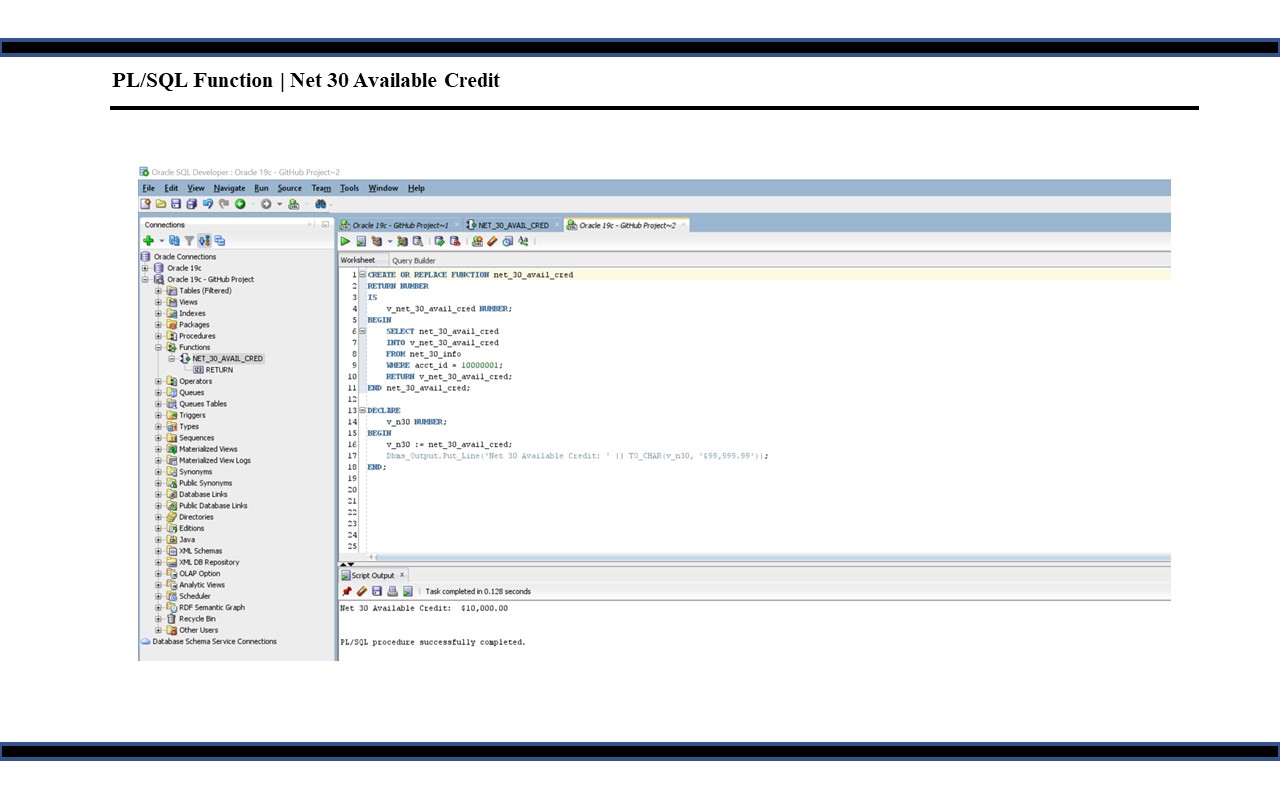 PL/SQL Function | Net 30 Available Credit
Oracle SQL Developer : Oracle 19c - GitHub Project~2
File Edit View Navigate Run Source Team Tools Window Help
Connections
Oracle Connections
Oracle 19c
Oracle 19c - GitHub Project
Tables (Filtered)
Views
Indexes
Packages
Procedures
Functions
NET_30_AVAIL_CRED
RETURN
Operators
Queues
Queues Tables
Triggers
Types
Sequences
Materialized Views
Materialized View Logs
Synonyms
Public Synonyms
Database Links
Public Database Links
Directories
Editions
Java
XML Schemas
XML DB Repository
OLAP Option
Analytic Views
Scheduler
RDF Semantic Graph
Recycle Bin
Other Users
Database Schema Service Connections
Oracle 19c - GitHub Project~1 NET_30_AVAIL_CRED Oracle 19c - GitHub Project~2
Worksheet Query Builder
1 CREATE OR REPLACE FUNCTION net_30_avail_cred
2 RETURN NUMBER
3 IS
4 v_net_30_avail_cred NUMBER;
5 BEGIN
6 SELECT net_30_avail_cred
7 INTO v_net_30_avail_cred
8 FROM net_30_info
9 WHERE acct_id = 10000001;
10 RETURN v_net_30_avail_cred;
11 END net_30_avail_cred;
12
13 DECLARE
14 v_n30 NUMBER;
15 BEGIN
16 v_n30 := net_30_avail_cred;
17 Dbms_Output.Put_Line('Net 30 Available Credit: ' || TO_CHAR(v_n30, '$99,999.99'));
18 END;
19
20
21
22
23
24
25
Script Output
Task completed in 0.128 seconds
Net 30 Available Credit: $10,000.00
PL/SQL procedure successfully completed.